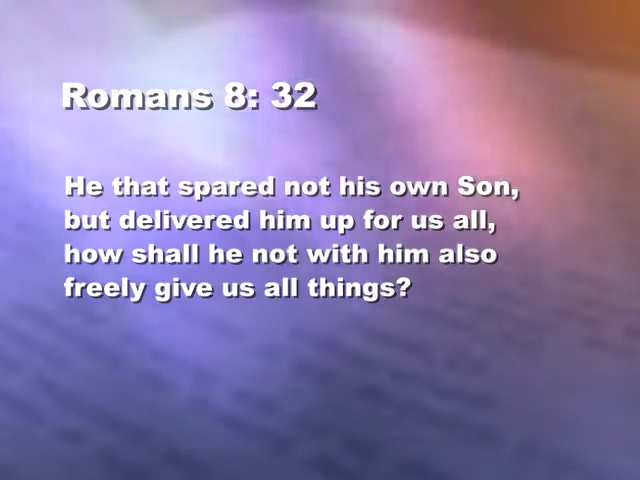 Romans 8: 32
He that spared not his own Son,
but delivered him up for us all,
how shall he not with him also
freely give us all things?